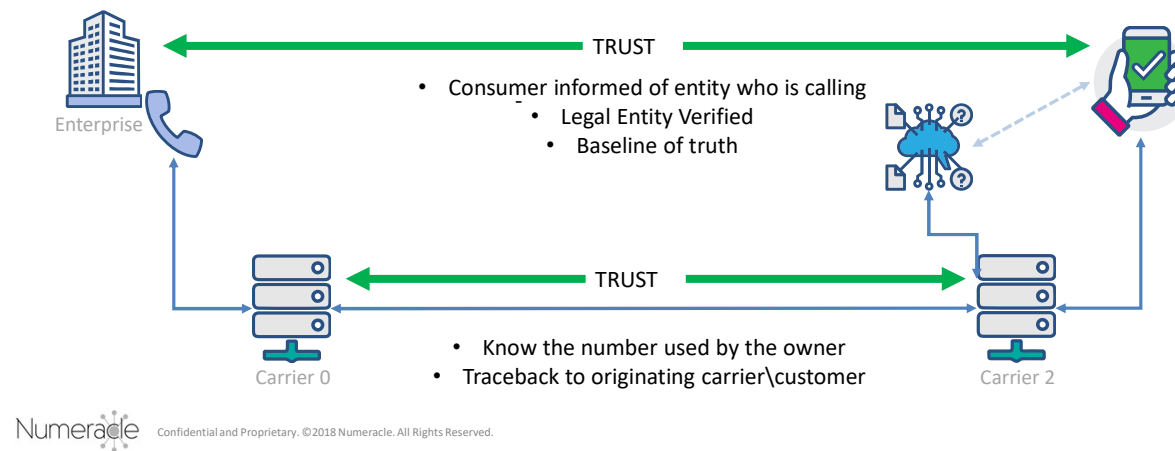 TRUST
• Consumer informed of entity who is calling
• Legal Entity Verified
• Baseline of truth
Enterprise
?
?
TRUST
• Know the number used by the owner
• Traceback to originating carrier\customer
Carrier 0
Carrier 2
Numeracle
Confidential and Proprietary. ©2018 Numeracle. All Rights Reserved.